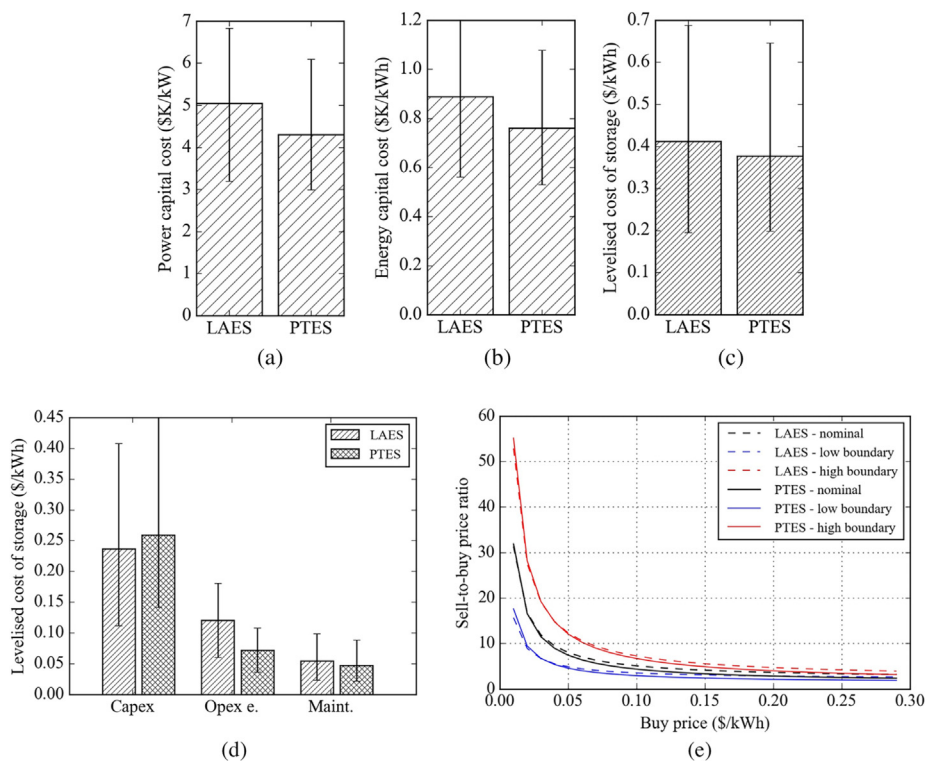 7
6
5
4
3
2
1
0
Power capital cost ($K/kW)
LAES PTES
(a)
1.2
1.0
0.8
0.6
0.4
0.2
0.0
Energy capital cost ($K/kWh)
LAES PTES
(b)
0.7
0.6
0.5
0.4
0.3
0.2
0.1
0.0
Levelised cost of storage ($/kWh)
LAES PTES
(c)
0.45
0.40
0.35
0.30
0.25
0.20
0.15
0.10
0.05
0.00
Levelised cost of storage ($/kWh)
LAES
PTES
Capex Opex e. Maint.
(d)
60
50
40
30
20
10
0
Sell-to-buy price ratio
LAES - nominal
LAES - low boundary
LAES - high boundary
PTES - nominal
PTES - low boundary
PTES - high boundary
0.00 0.05 0.10 0.15 0.20 0.25 0.30
Buy price ($/kWh)
(e)